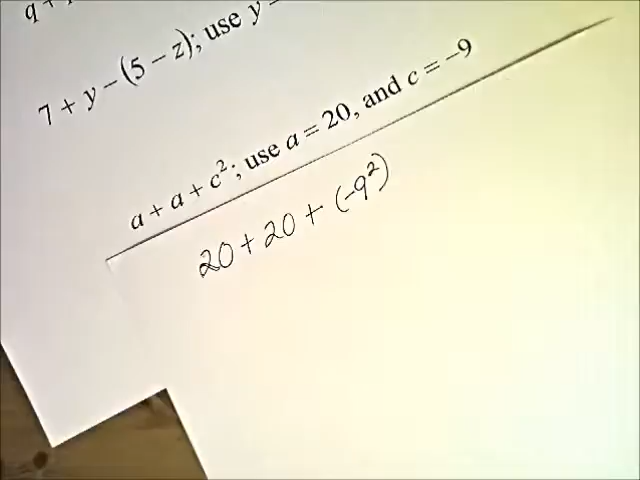 7 + y − (5 − z); use y
a + a + c²; use a = 20, and c = −9
20 + 20 + (−9²)